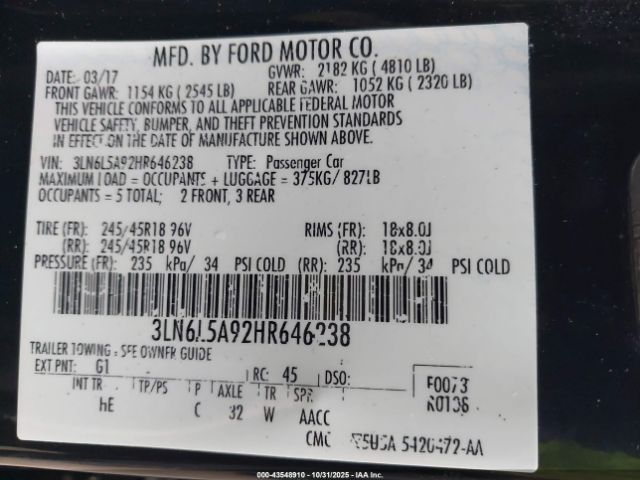 MFD. BY FORD MOTOR CO.
DATE: 03/17 GVWR: 2182 KG ( 4810 LB)
FRONT GAWR: 1154 KG ( 2545 LB) REAR GAWR: 1052 KG ( 2320 LB)
THIS VEHICLE CONFORMS TO ALL APPLICABLE FEDERAL MOTOR
VEHICLE SAFETY, BUMPER, AND THEFT PREVENTION STANDARDS
IN EFFECT ON THE DATE OF MANUFACTURE SHOWN ABOVE.
VIN: 3LN6L5A92HR646238 TYPE: Passenger Car
MAXIMUM LOAD = OCCUPANTS + LUGGAGE = 375KG/ 827LB
OCCUPANTS = 5 TOTAL; 2 FRONT, 3 REAR
TIRE (FR): 245/45R18 96V RIMS (FR): 18x8.0J
(RR): 245/45R18 96V (RR): 18x8.0J
PRESSURE (FR): 235 kPa/ 34 PSI COLD (RR): 235 kPa/ 34 PSI COLD
3LN6L5A92HR646238
TRAILER TOWING - SEE OWNER GUIDE
EXT PNT: G1 RC: 45 DSO:
INT TR TP/PS P AXLE TR SPR
hE C 32 W AACC
CMC
000-43548910 - 10/31/2025 - IAAI.COM